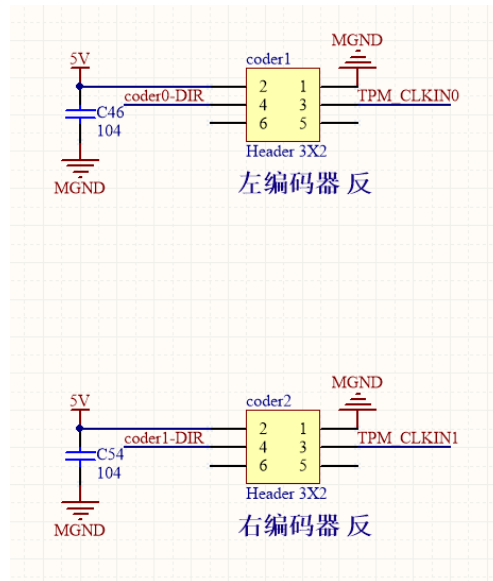 MGND
5V
coder1
2 1
coder0-DIR 4 3 TPM_CLKIN0
C46
6 5
104
Header 3X2
MGND
左编码器 反
MGND
5V
coder2
2 1
coder1-DIR 4 3 TPM_CLKIN1
C54
6 5
104
Header 3X2
MGND
右编码器 反